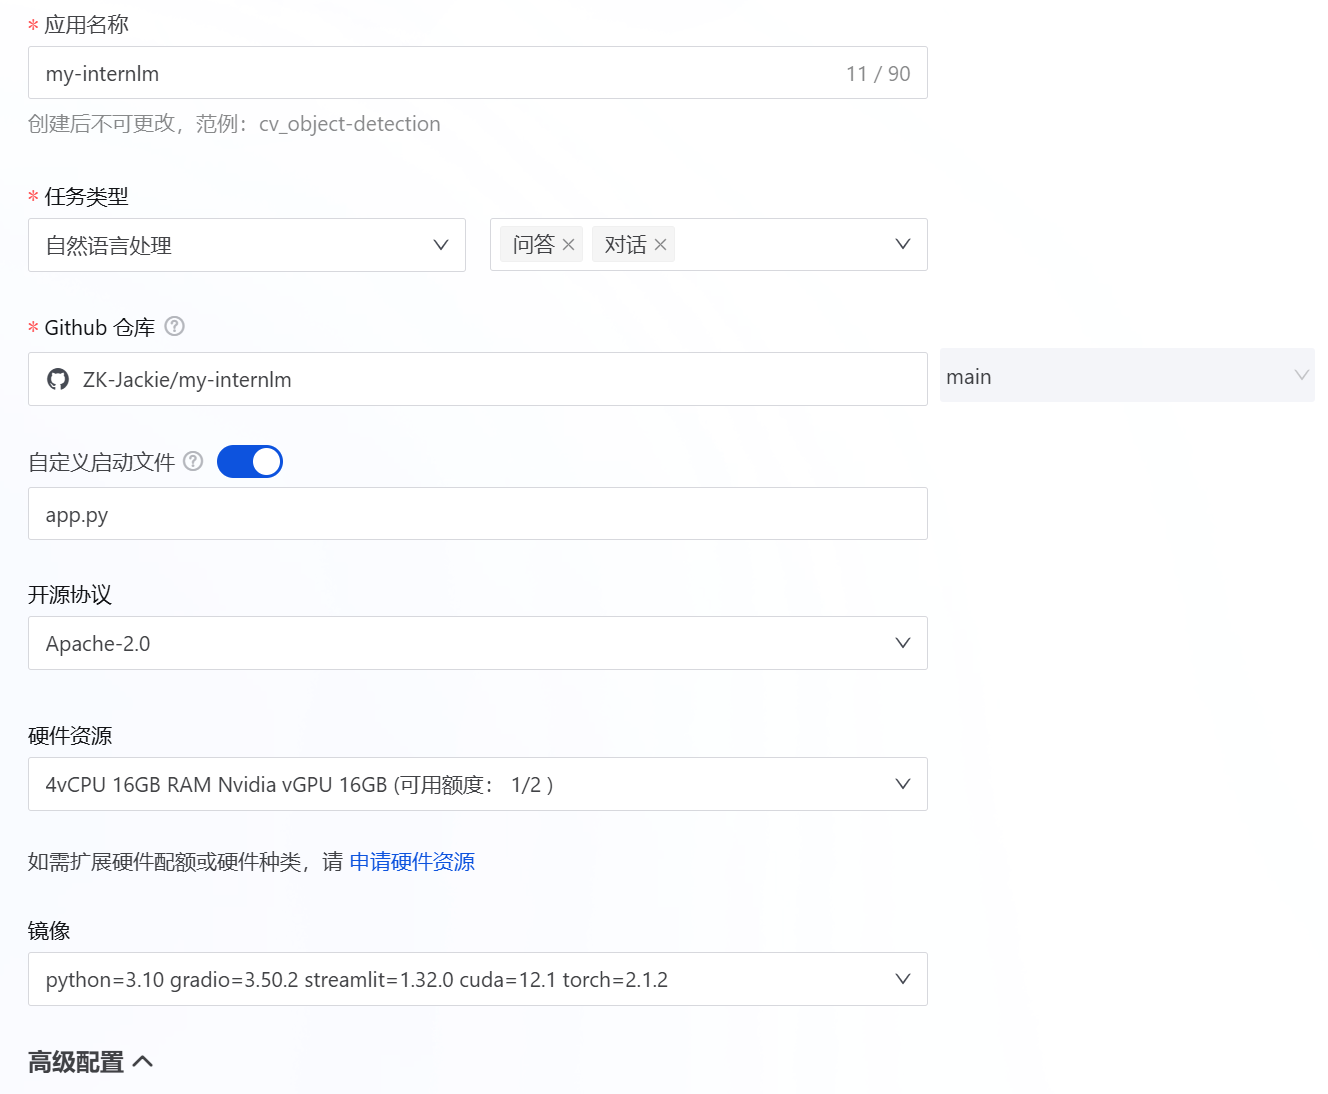 * 应用名称
my-internlm 11 / 90
创建后不可更改，范例：cv_object-detection
* 任务类型
自然语言处理 问答 × 对话 ×
* Github 仓库 ?
ZK-Jackie/my-internlm main
自定义启动文件 ?
app.py
开源协议
Apache-2.0
硬件资源
4vCPU 16GB RAM Nvidia vGPU 16GB (可用额度： 1/2 )
如需扩展硬件配额或硬件种类，请 申请硬件资源
镜像
python=3.10 gradio=3.50.2 streamlit=1.32.0 cuda=12.1 torch=2.1.2
高级配置